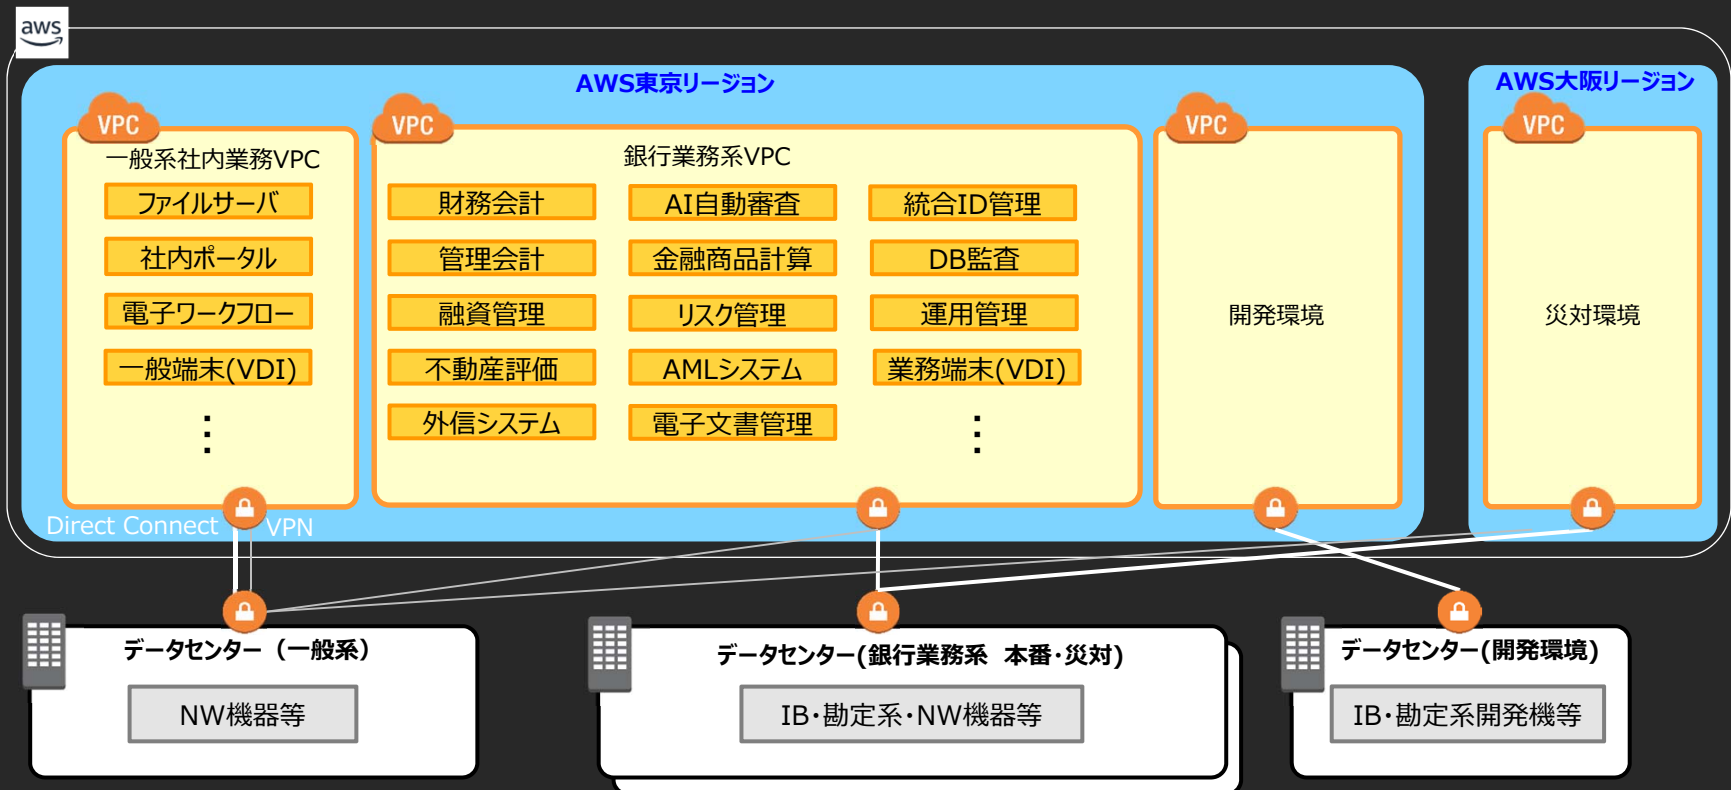 aws
AWS東京リージョン
AWS大阪リージョン
VPC
VPC
VPC
VPC
一般系社内業務VPC
ファイルサーバ
社内ポータル
電子ワークフロー
一般端末(VDI)
⋮
銀行業務系VPC
財務会計
AI自動審査
統合ID管理
管理会計
金融商品計算
DB監査
融資管理
リスク管理
運用管理
不動産評価
AMLシステム
業務端末(VDI)
外信システム
電子文書管理
⋮
開発環境
災対環境
Direct Connect
VPN
データセンター（一般系）
NW機器等
データセンター(銀行業務系 本番・災対)
IB・勘定系・NW機器等
データセンター(開発環境)
IB・勘定系開発機等